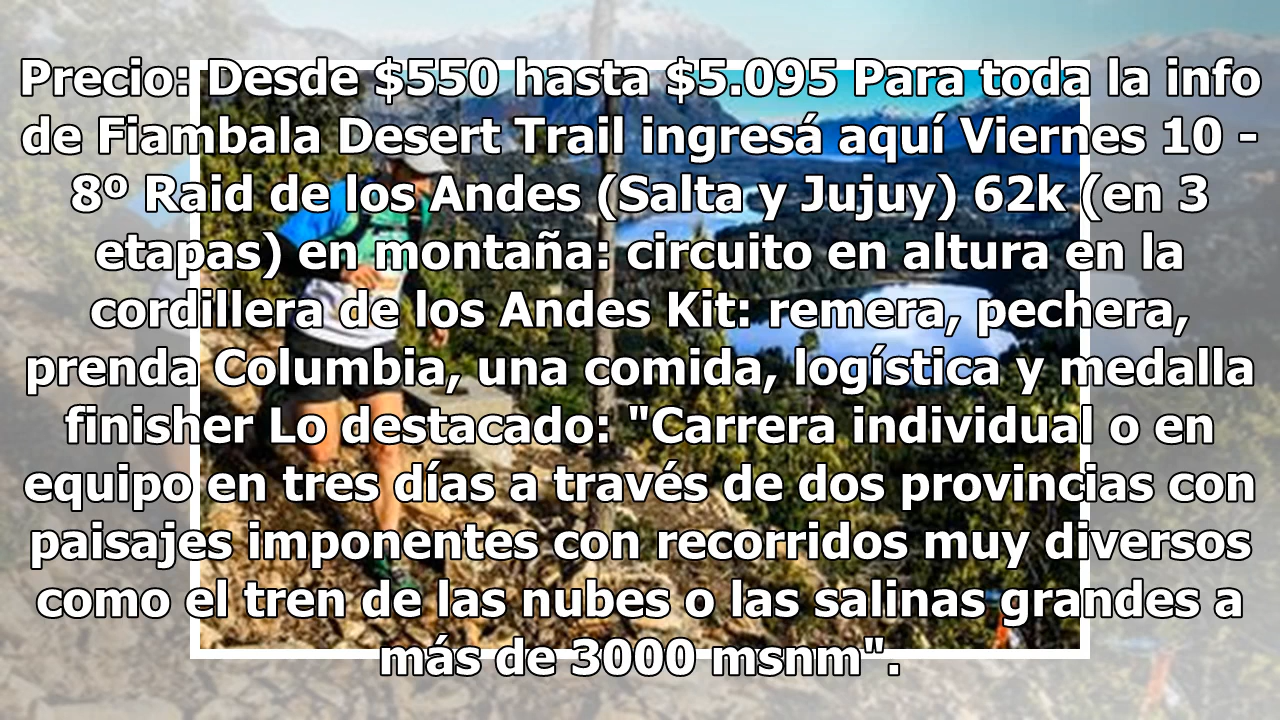 Precio: Desde $550 hasta $5.095 Para toda la info
de Fiambala Desert Trail ingresá aquí Viernes 10 -
8º Raid de los Andes (Salta y Jujuy) 62k (en 3
etapas) en montaña: circuito en altura en la
cordillera de los Andes Kit: remera, pechera,
prenda Columbia, una comida, logística y medalla
finisher Lo destacado: "Carrera individual o en
equipo en tres días a través de dos provincias con
paisajes imponentes con recorridos muy diversos
como el tren de las nubes o las salinas grandes a
más de 3000 msnm".